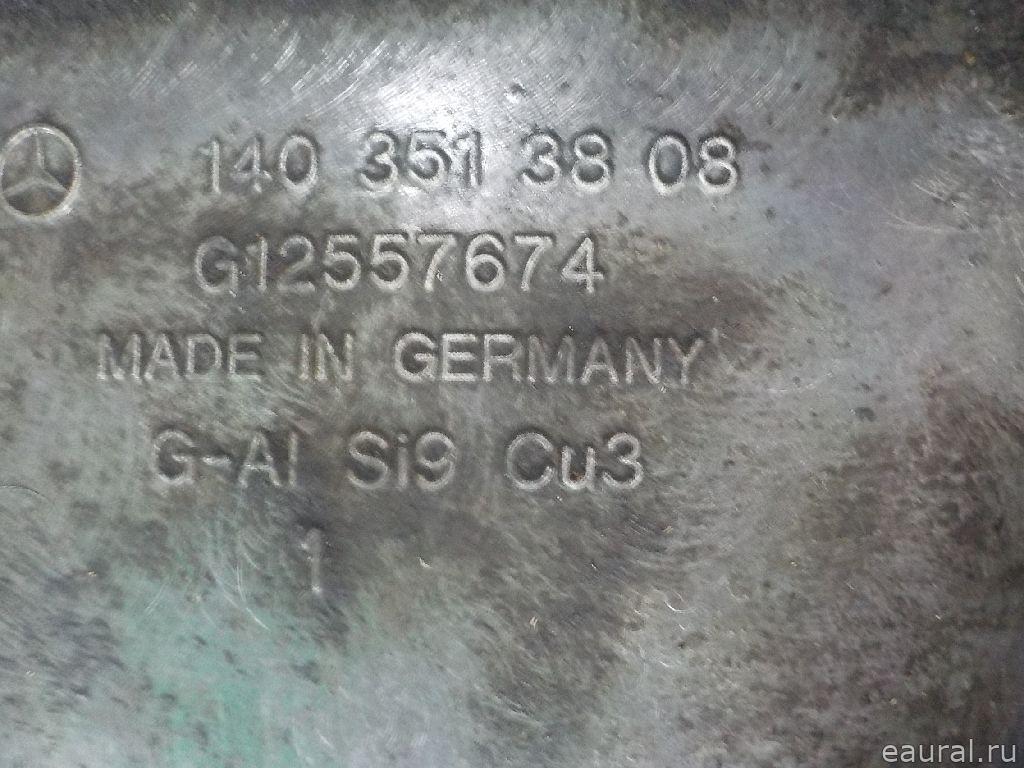 140 351 38 08
G12557674
MADE IN GERMANY
G-Al Si9 Cu3
1
eaural.ru